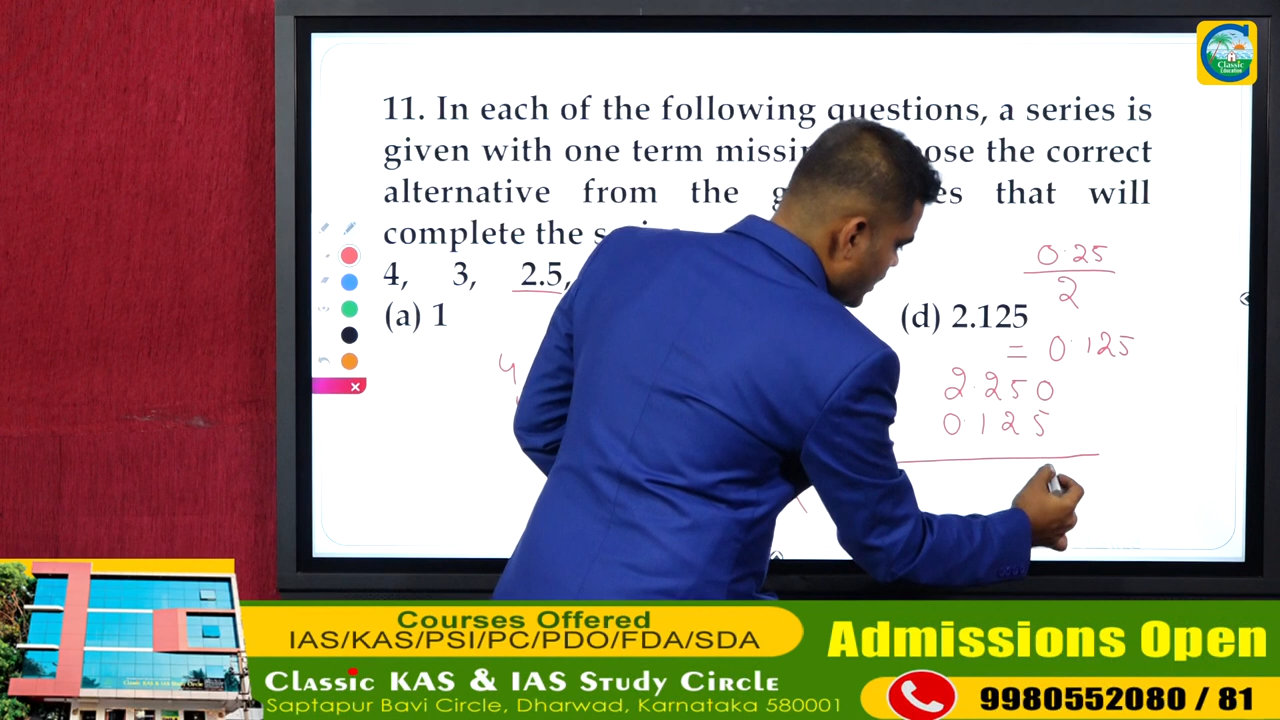 Classic
Education
11. In each of the following questions, a series is
given with one term the correct
alternative from the that will
complete the
4, 3, 2.5,
(a) 1 (d) 2.125
0.25
2
= 0.125
2.250
0.125
4
Courses Offered
IAS/KAS/PSI/PC/PDO/FDA/SDA
Classic KAS & IAS Study Circle
Saptapur Bavi Circle, Dharwad, Karnataka 580001
Admissions Open
9980552080 / 81